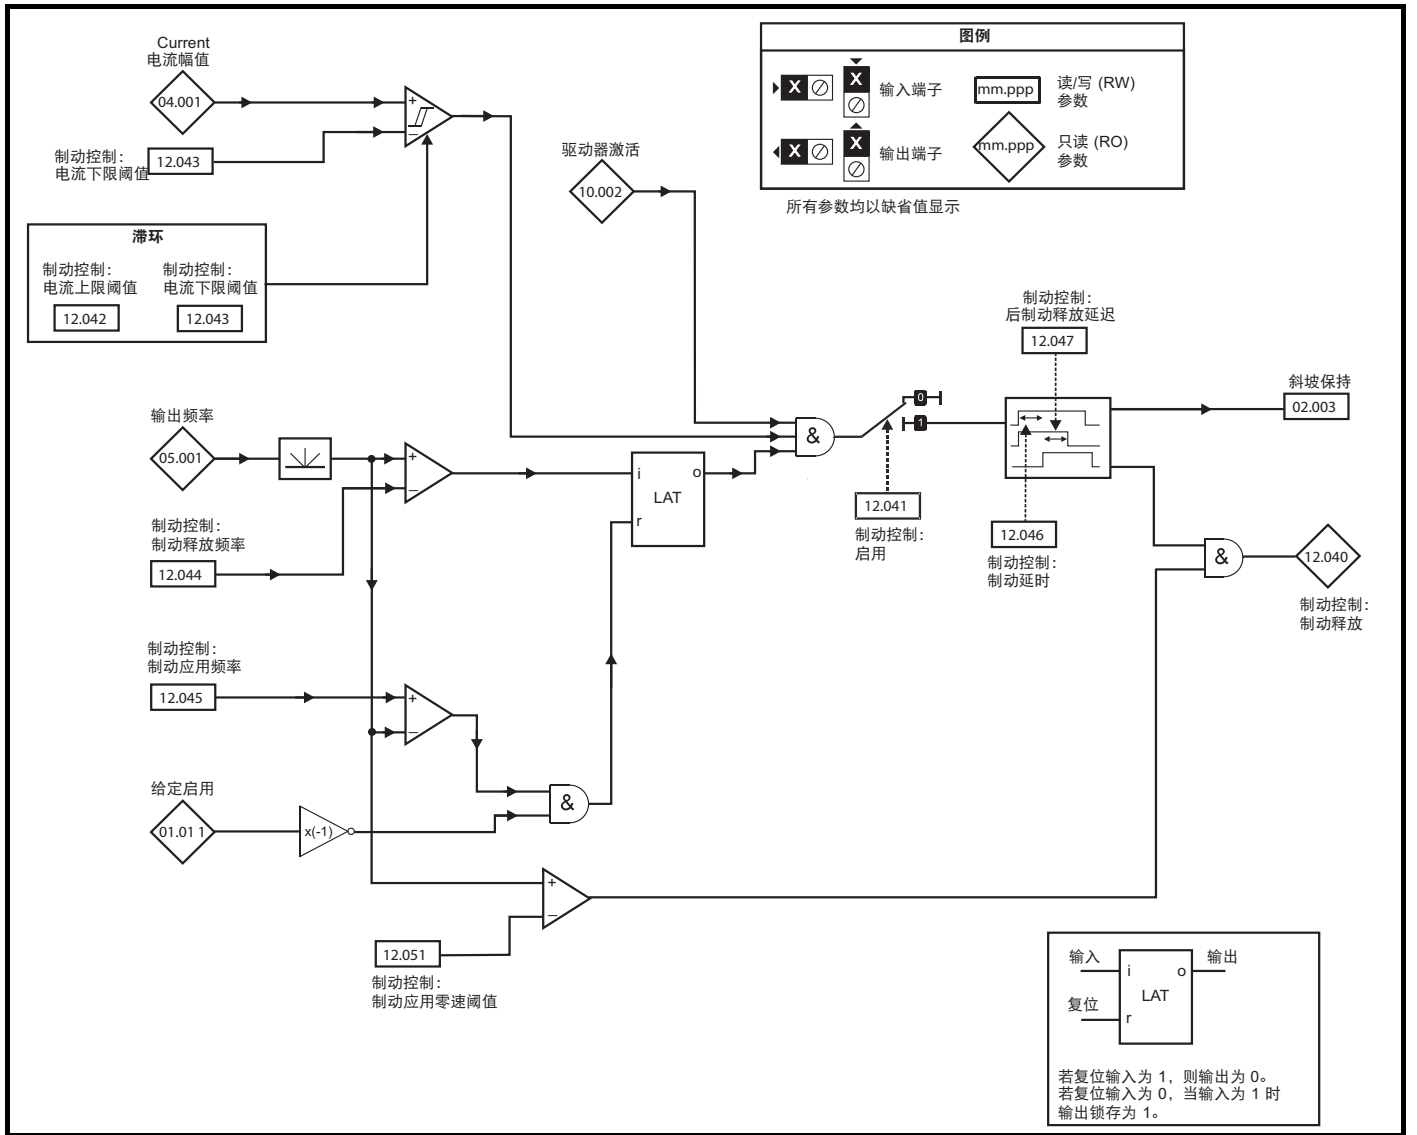 Current
电流幅值
04.001
+
−
制动控制：
电流下限阈值
12.043
滞环
制动控制：
电流上限阈值
12.042
制动控制：
电流下限阈值
12.043
驱动器激活
10.002
图例
X
X
输入端子
mm.ppp
读/写 (RW)
参数
X
X
输出端子
mm.ppp
只读 (RO)
参数
所有参数均以缺省值显示
输出频率
05.001
+
−
制动控制：
制动释放频率
12.044
i
o
LAT
r
&
0
1
12.041
制动控制：
启用
制动控制：
后制动释放延迟
12.047
12.046
制动控制：
制动延时
斜坡保持
02.003
&
12.040
制动控制：
制动释放
制动控制：
制动应用频率
12.045
+
−
给定启用
01.01 1
x(-1)
&
+
−
12.051
制动控制：
制动应用零速阈值
输入
i
o
输出
LAT
复位
r
若复位输入为 1，则输出为 0。
若复位输入为 0，当输入为 1 时
输出锁存为 1。